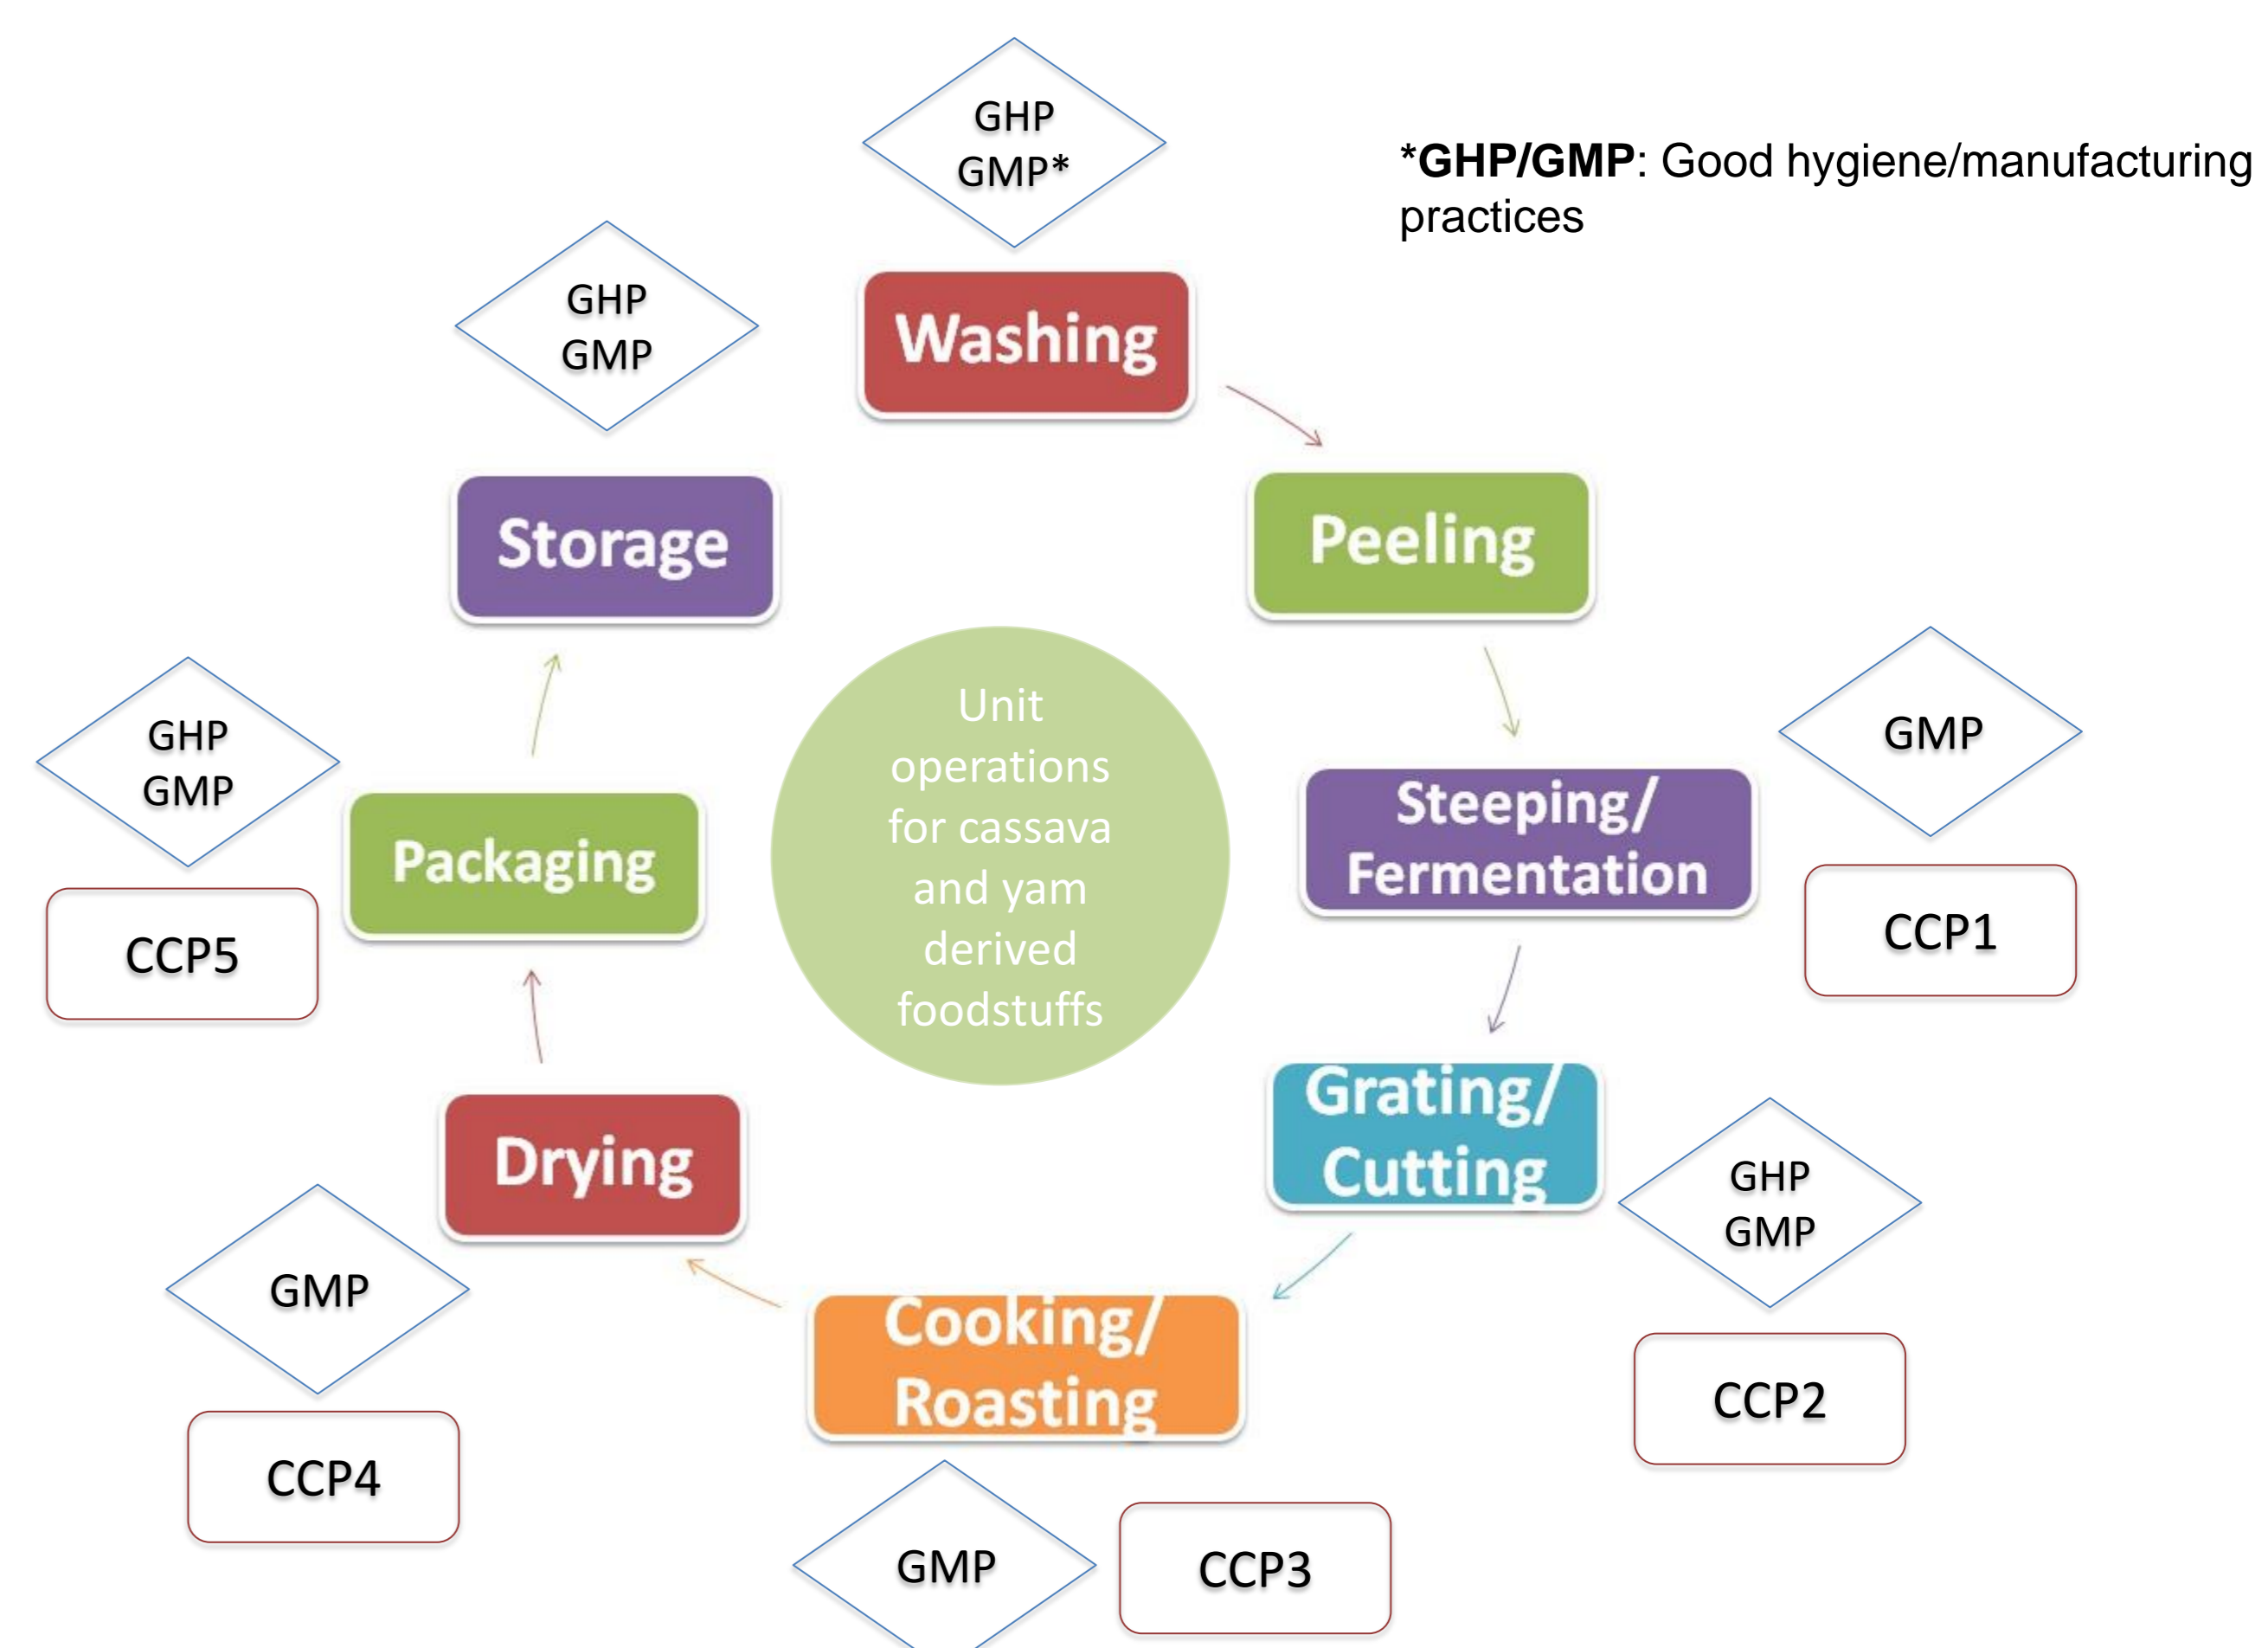 GHP
GMP*
*GHP/GMP: Good hygiene/manufacturing
practices
GHP
GMP
Washing
Storage
Peeling
GHP
GMP
Packaging
CCP5
Unit
operations
for cassava
and yam
derived
foodstuffs
GMP
Steeping/
Fermentation
CCP1
Drying
Grating/
Cutting
GHP
GMP
CCP2
GMP
CCP4
Cooking/
Roasting
GMP
CCP3